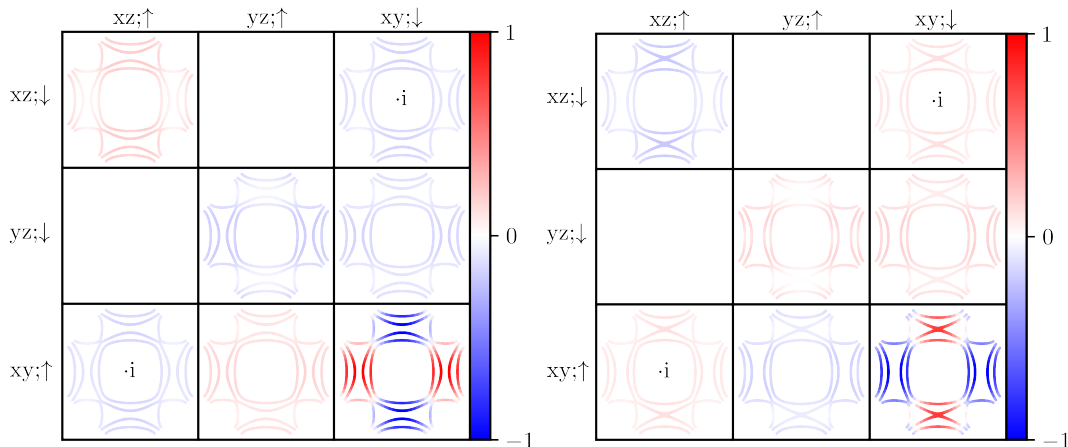 xz;↑ yz;↑ xy;↓ xz;↑ yz;↑ xy;↓
1 1
xz;↓ ·i xz;↓ ·i
yz;↓ 0 yz;↓ 0
xy;↑ ·i xy;↑ ·i
−1 −1